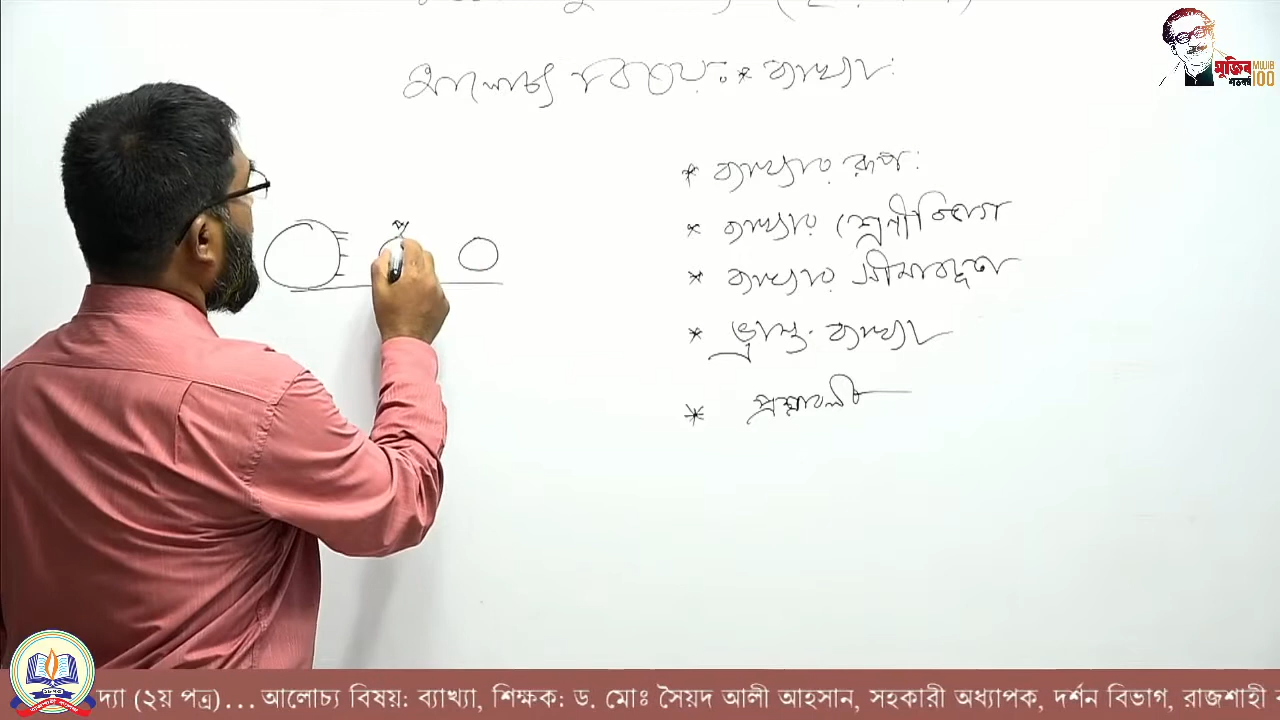 আলোচ্য বিষয়ঃ * ব্যাখ্যা:
* ব্যাখ্যার রূপ:
* ব্যাখ্যার শ্রেণীবিভাগ
* ব্যাখ্যার সীমাবদ্ধতা
* ভ্রান্ত ব্যাখ্যা
* প্রশ্নাবলী
মুজিব
MUJIB
100
দ্যা (২য় পত্র)... আলোচ্য বিষয়: ব্যাখ্যা, শিক্ষক: ড. মোঃ সৈয়দ আলী আহসান, সহকারী অধ্যাপক, দর্শন বিভাগ, রাজশাহী